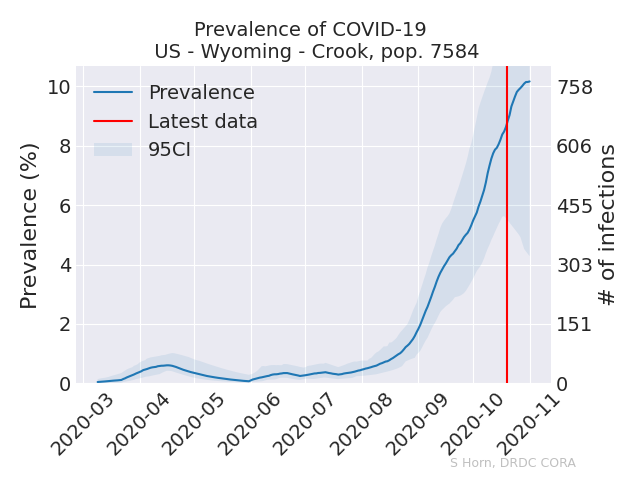 Prevalence of COVID-19
US - Wyoming - Crook, pop. 7584
Prevalence
Latest data
95CI
Prevalence (%)
10
8
6
4
2
0
758
606
455
303
151
0
# of infections
2020-03
2020-04
2020-05
2020-06
2020-07
2020-08
2020-09
2020-10
2020-11
S Horn, DRDC CORA